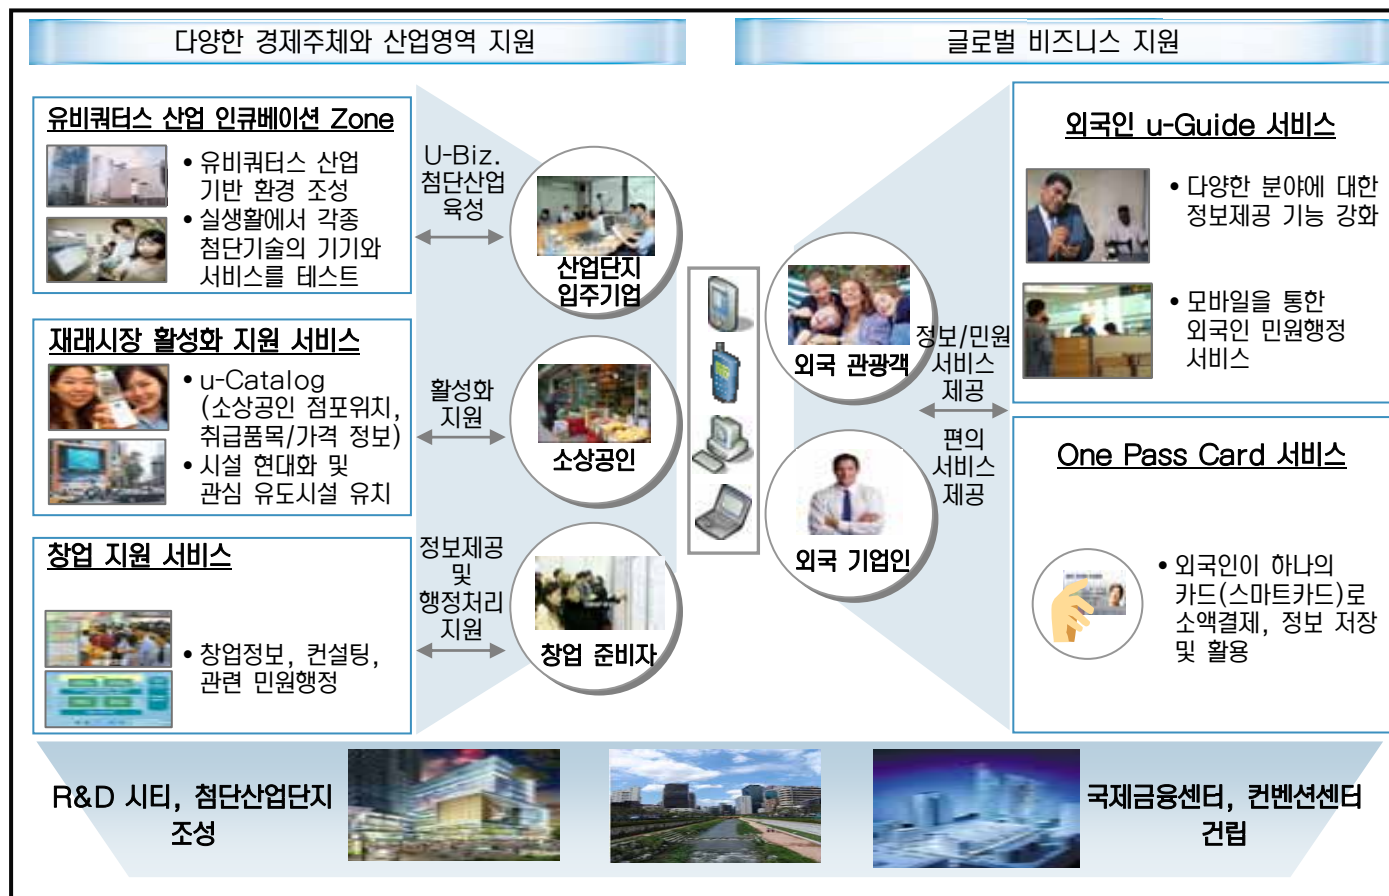 다양한 경제주체와 산업영역 지원
글로벌 비즈니스 지원
유비쿼터스 산업 인큐베이션 Zone
• 유비쿼터스 산업
기반 환경 조성
• 실생활에서 각종
첨단기술의 기기와
서비스를 테스트
U-Biz.
첨단산업
육성
산업단지
입주기업
재래시장 활성화 지원 서비스
• u-Catalog
(소상공인 점포위치,
취급품목/가격 정보)
• 시설 현대화 및
관심 유도시설 유치
활성화
지원
소상공인
창업 지원 서비스
• 창업정보, 컨설팅,
관련 민원행정
정보제공
및
행정처리
지원
창업 준비자
외국 관광객
외국 기업인
정보/민원
서비스
제공
편의
서비스
제공
외국인 u-Guide 서비스
• 다양한 분야에 대한
정보제공 기능 강화
• 모바일을 통한
외국인 민원행정
서비스
One Pass Card 서비스
• 외국인이 하나의
카드(스마트카드)로
소액결제, 정보 저장
및 활용
R&D 시티, 첨단산업단지
조성
국제금융센터, 컨벤션센터
건립